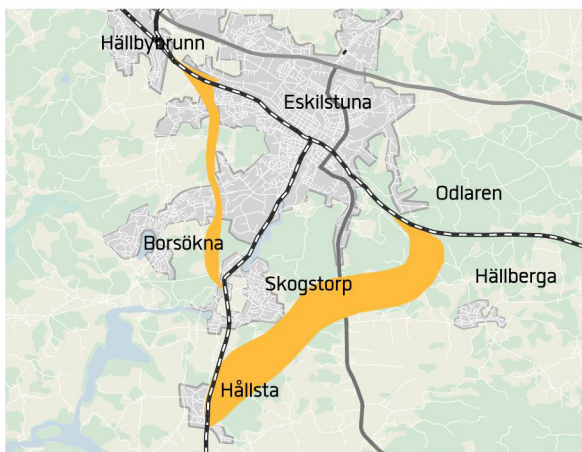 Hällbybrunn
Eskilstuna
Odlaren
Borsökna
Skogstorp
Hällberga
Hållsta